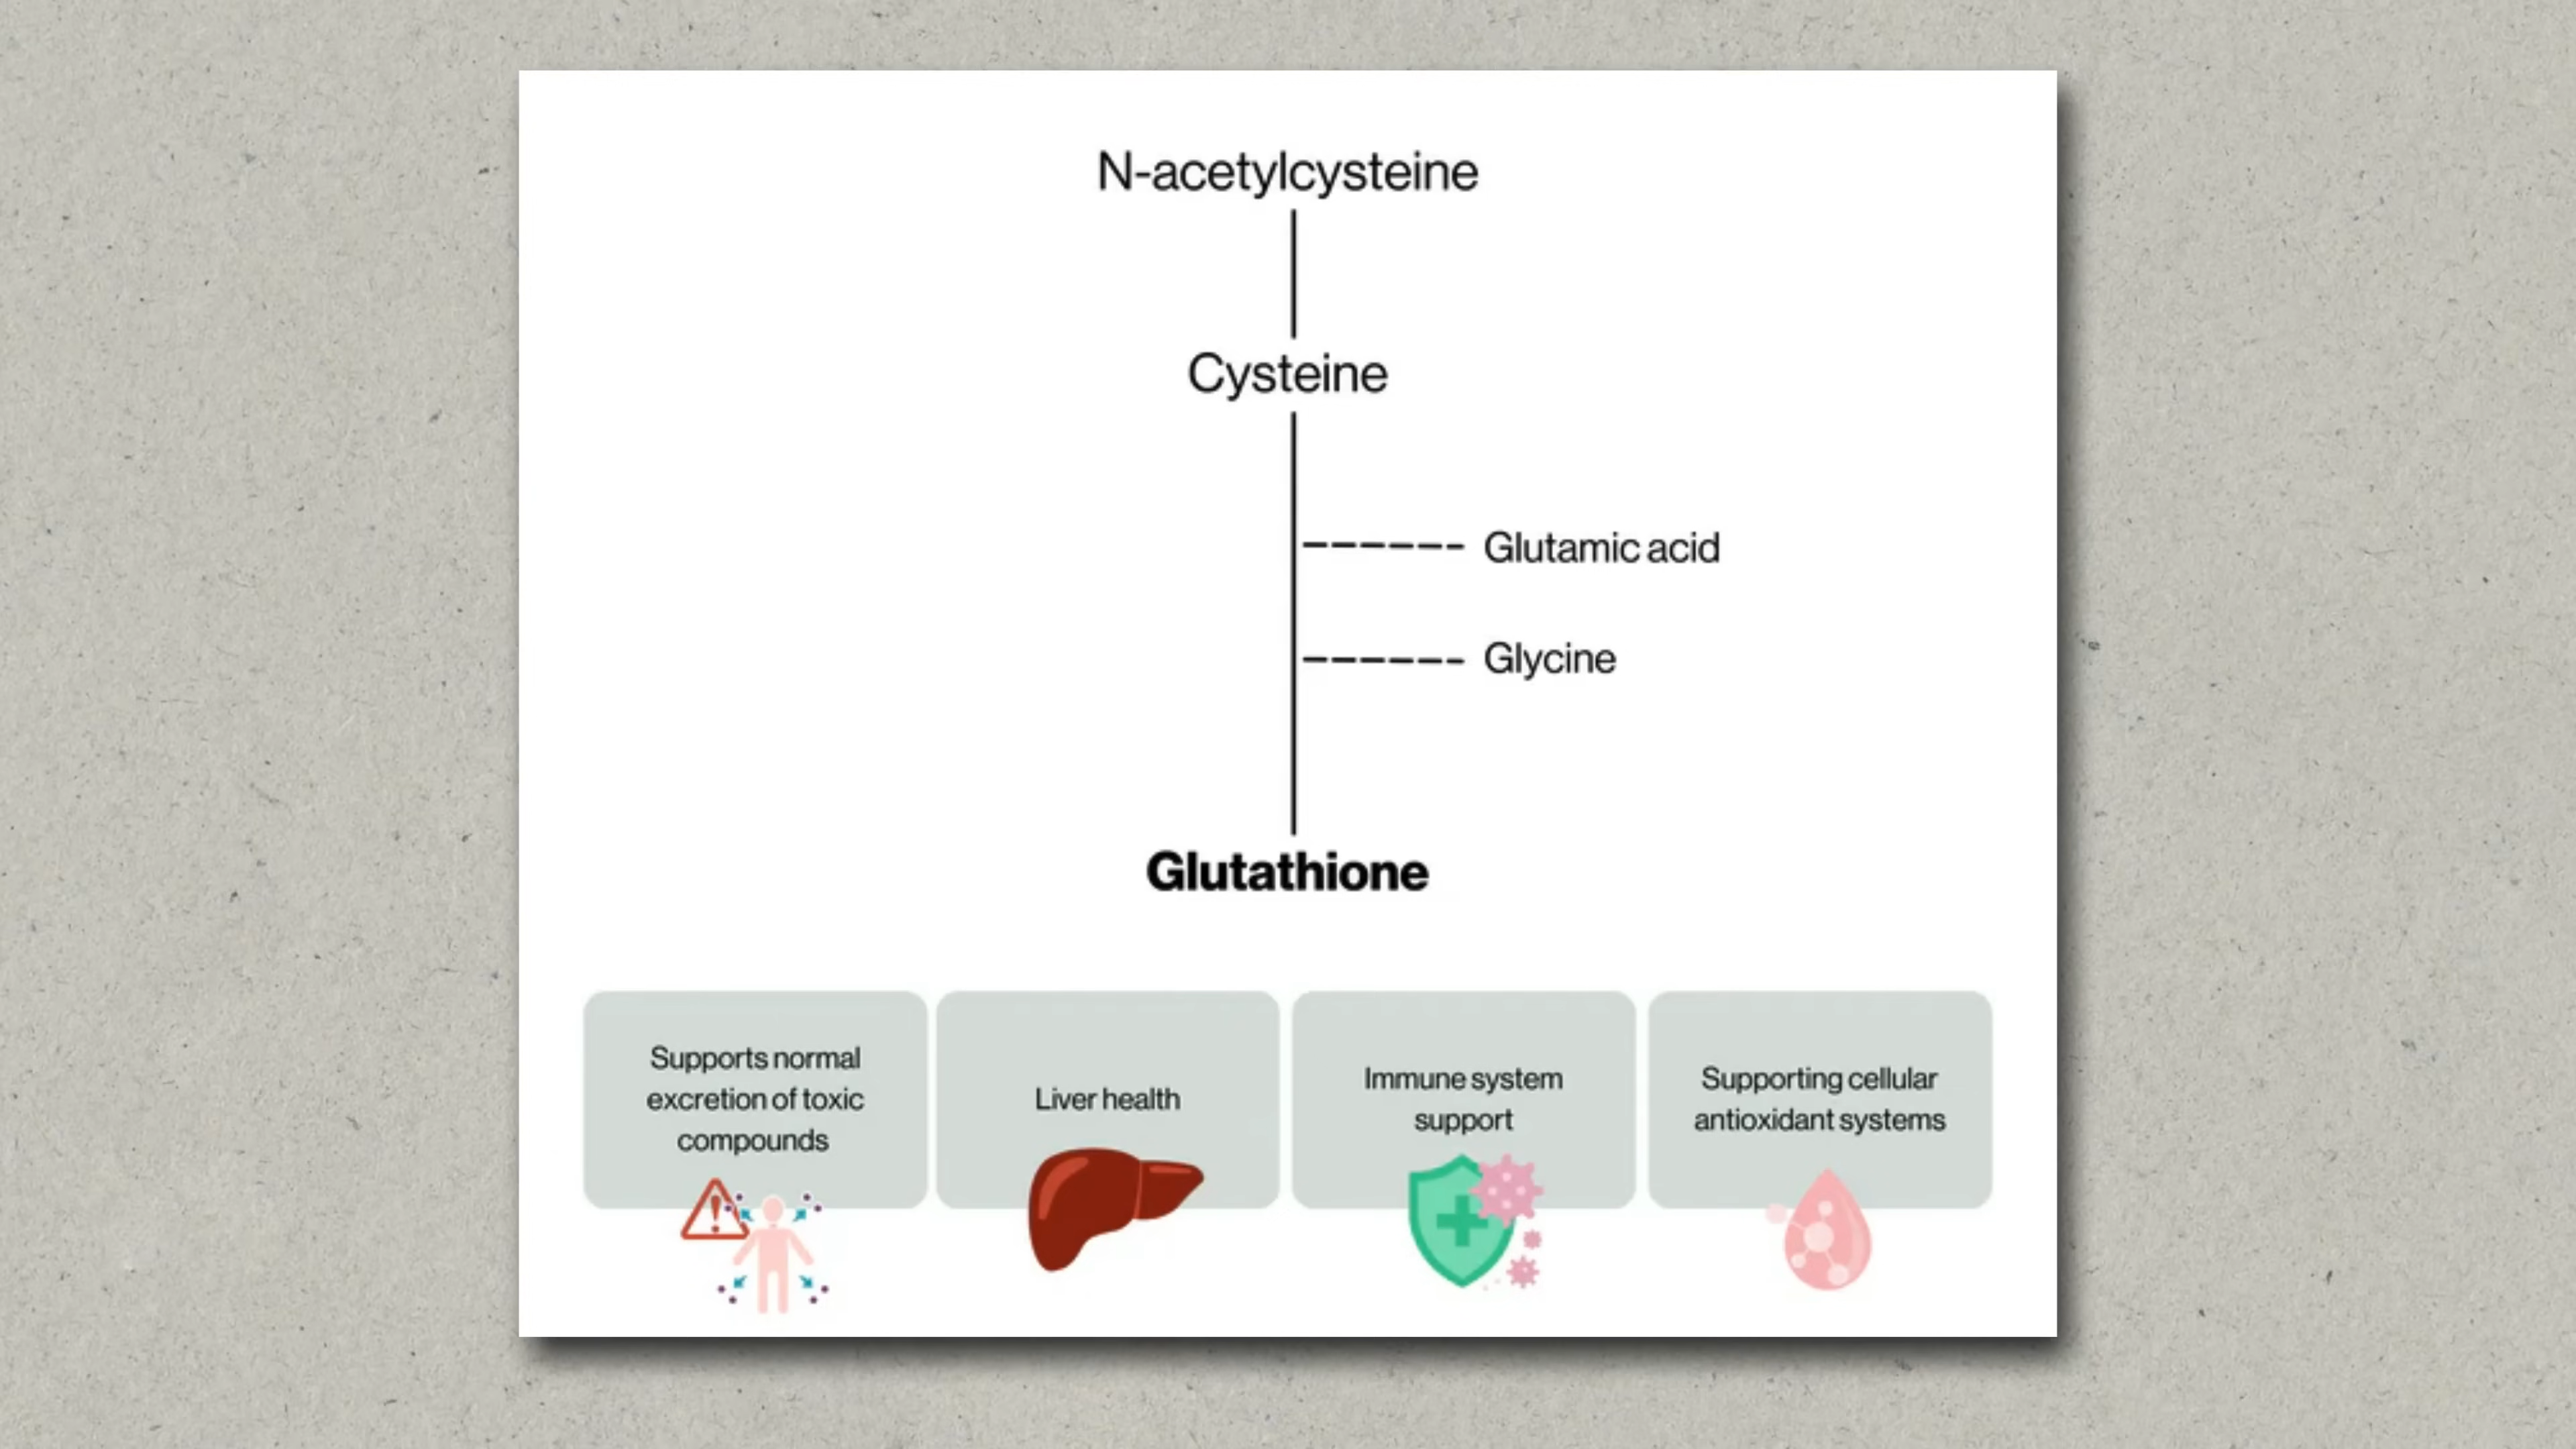 N-acetylcysteine
Cysteine
Glutamic acid
Glycine
Glutathione
Supports normal
excretion of toxic
compounds
Liver health
Immune system
support
Supporting cellular
antioxidant systems